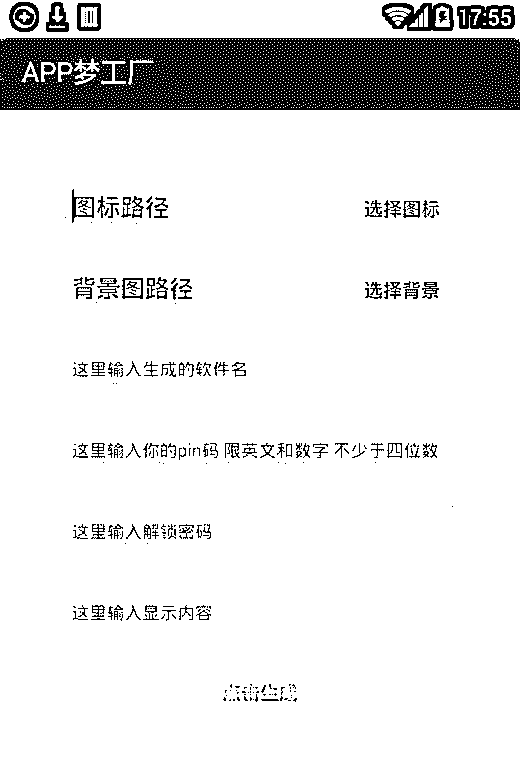 17:55
APP梦工厂
图标路径 选择图标
背景图路径 选择背景
这里输入生成的软件名
这里输入你的pin码 限英文和数字 不少于四位数
这里输入解锁密码
这里输入显示内容
点击生成